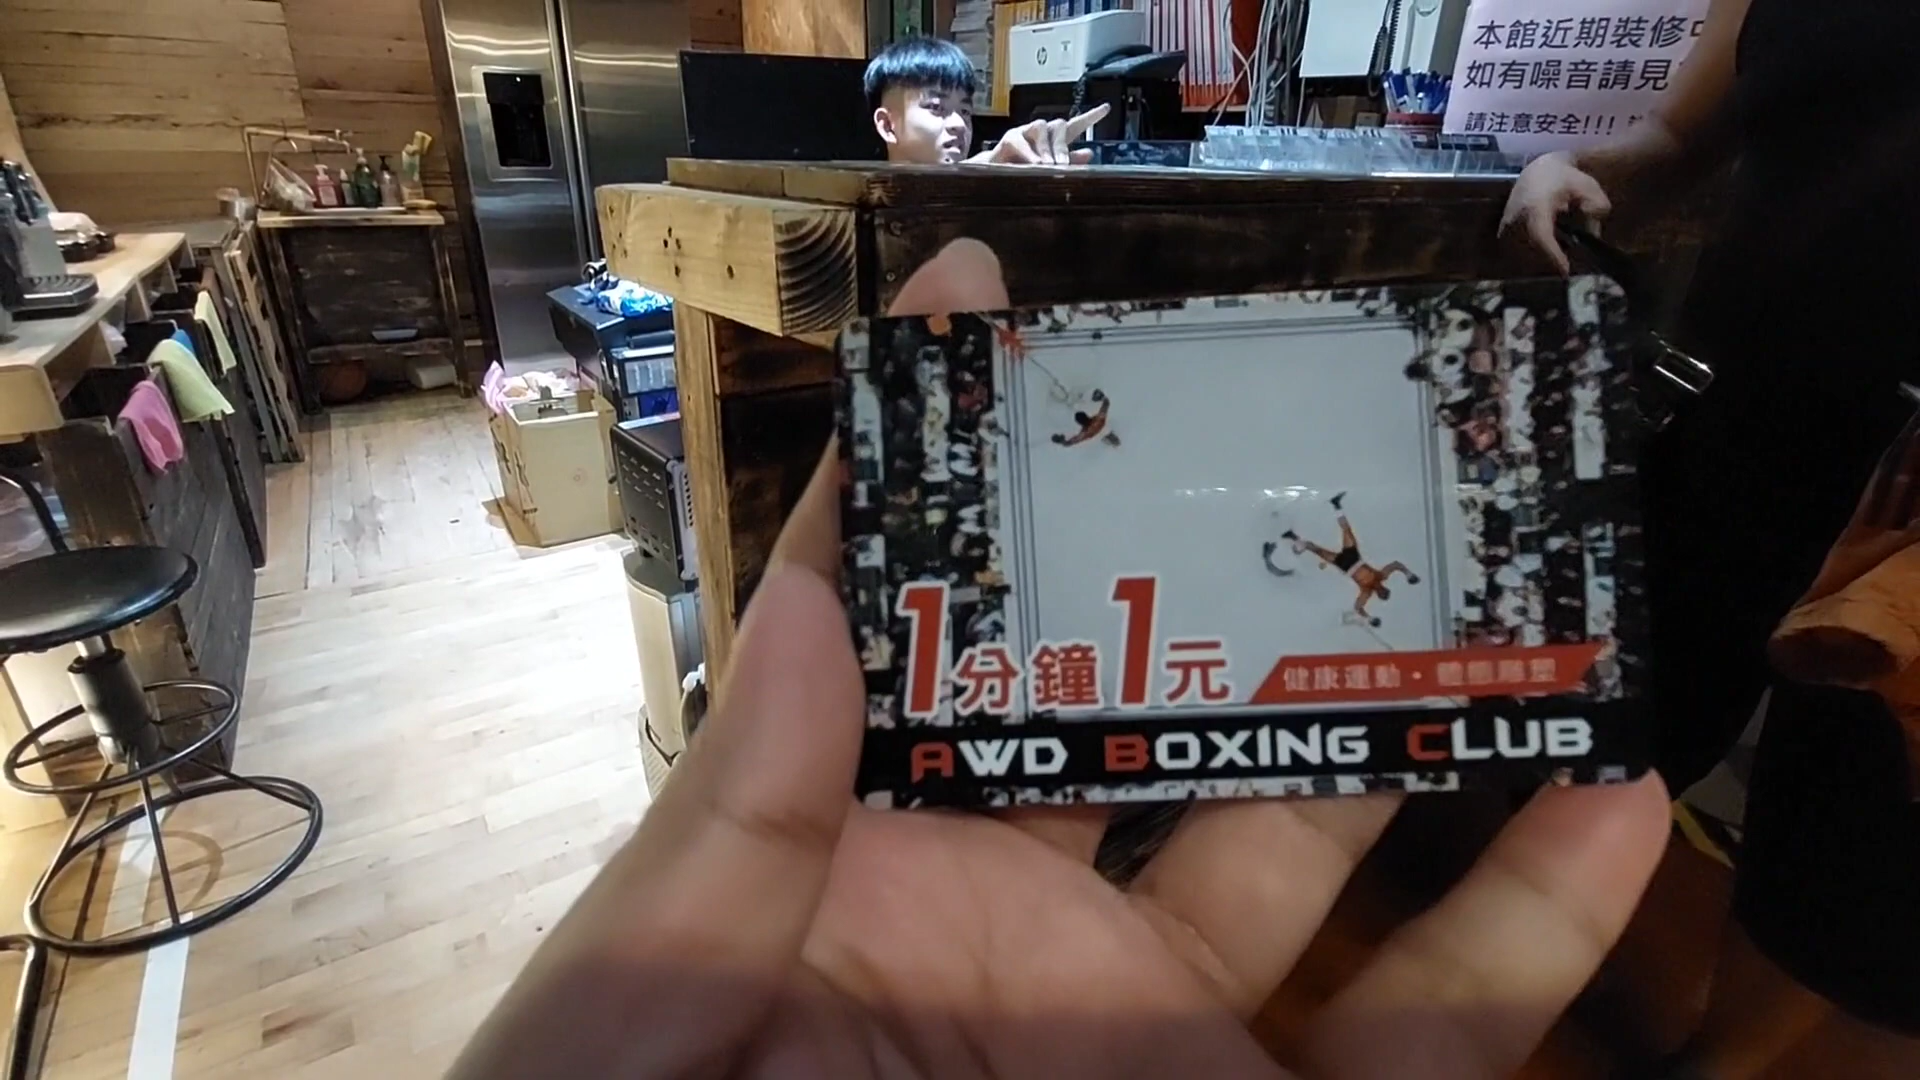 本館近期裝修中
如有噪音請見
請注意安全!!!
1分鐘1元
健康運動・體態雕塑
AWD BOXING CLUB
hp